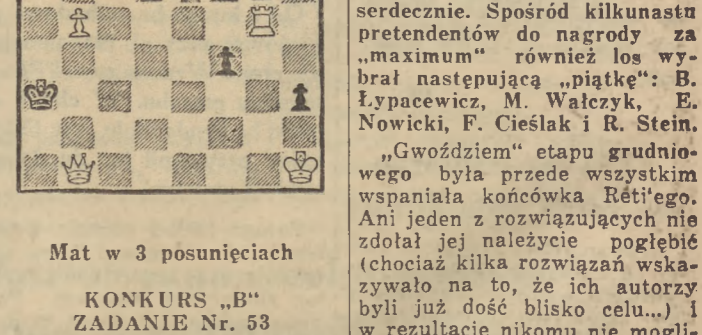 Mat w 3 posunięciach
KONKURS „B“
ZADANIE Nr. 53
serdecznie. Spośród kilkunastu
pretendentów do nagrody za
„maximum“ również los wy-
brał następującą „piątkę“: B.
Łypacewicz, M. Wałczyk, E.
Nowicki, F. Cieślak i R. Stein.
„Gwoździem“ etapu grudnio-
wego była przede wszystkim
wspaniała końcówka Réti'ego.
Ani jeden z rozwiązujących nie
zdołał jej należycie pogłębić
(chociaż kilka rozwiązań wska-
zywało na to, że ich autorzy
byli już dość blisko celu...) i
w rezultacie nikomu nie mogli-